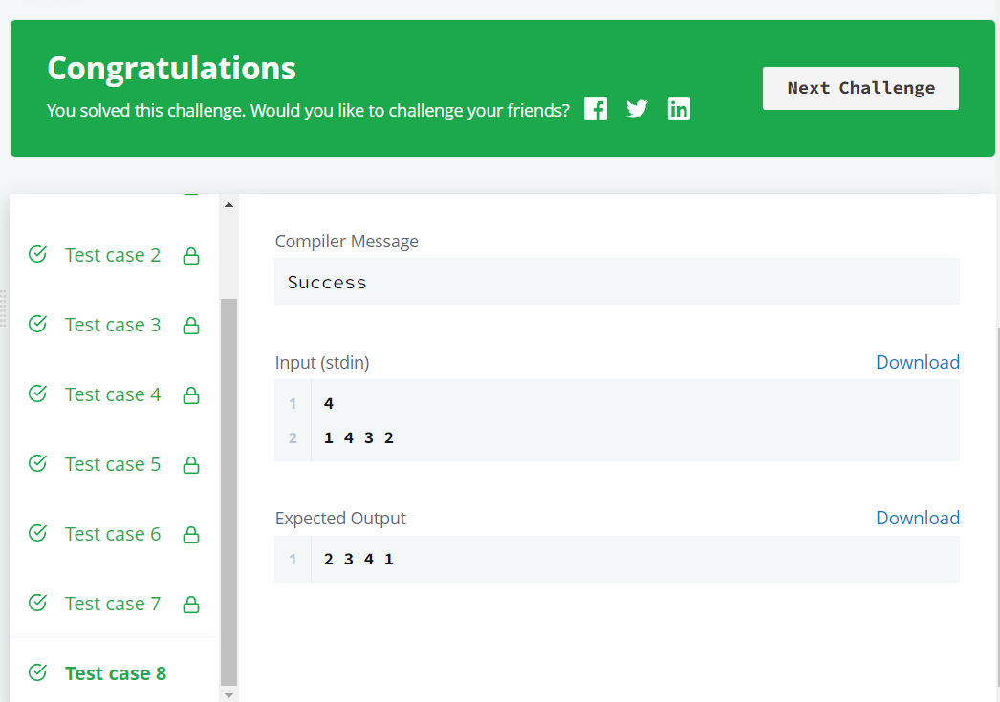 Congratulations
You solved this challenge. Would you like to challenge your friends?
Next Challenge
Test case 2
Test case 3
Test case 4
Test case 5
Test case 6
Test case 7
Test case 8
Compiler Message
Success
Input (stdin)
Download
1 4
2 1 4 3 2
Expected Output
Download
1 2 3 4 1